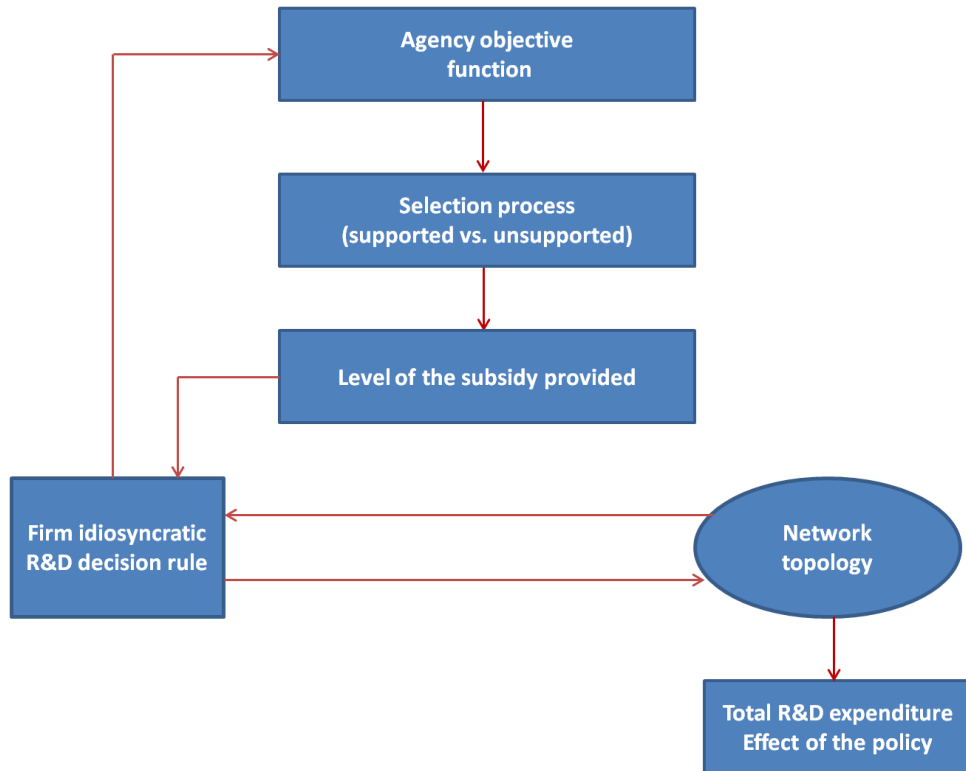 Agency objective
function
Selection process
(supported vs. unsupported)
Level of the subsidy provided
Firm idiosyncratic
R&D decision rule
Network
topology
Total R&D expenditure
Effect of the policy